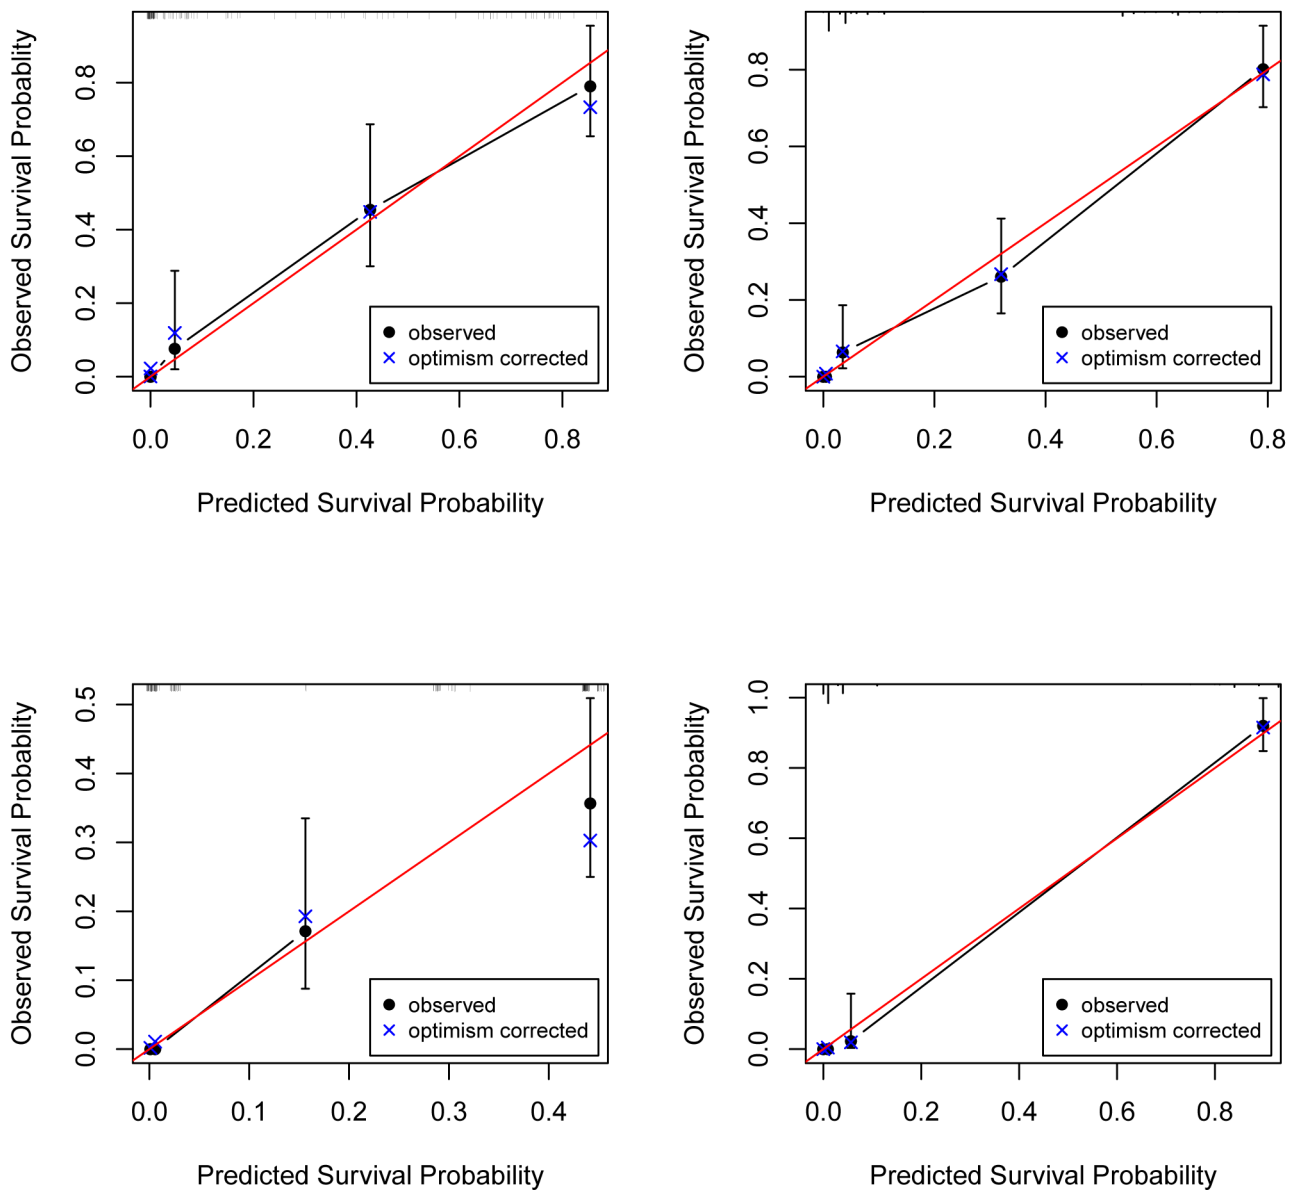 Observed Survival Probablity
0.0 0.2 0.4 0.6 0.8
observed
optimism corrected
0.0 0.2 0.4 0.6 0.8
Predicted Survival Probability
Observed Survival Probablity
0.0 0.2 0.4 0.6 0.8
observed
optimism corrected
0.0 0.2 0.4 0.6 0.8
Predicted Survival Probability
Observed Survival Probablity
0.0 0.1 0.2 0.3 0.4 0.5
observed
optimism corrected
0.0 0.1 0.2 0.3 0.4
Predicted Survival Probability
Observed Survival Probablity
0.0 0.2 0.4 0.6 0.8 1.0
observed
optimism corrected
0.0 0.2 0.4 0.6 0.8
Predicted Survival Probability